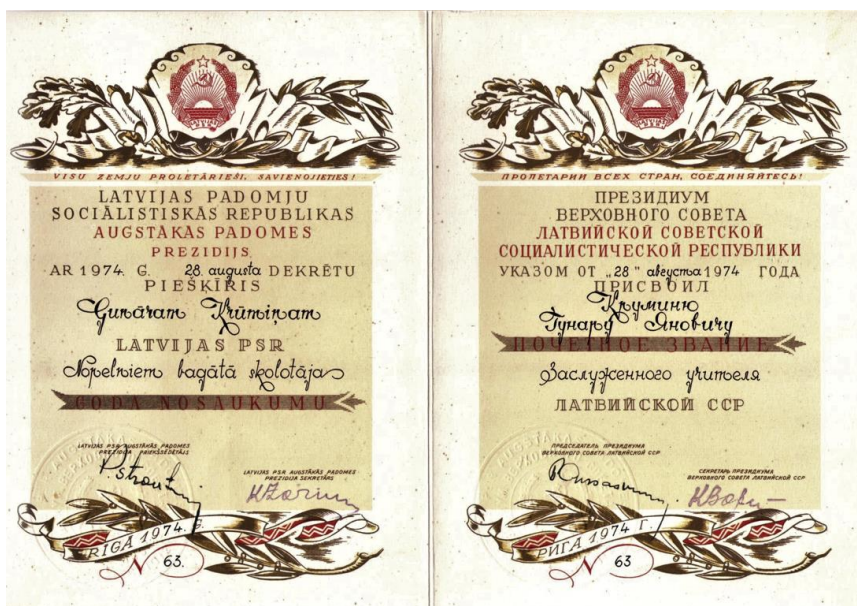 VISU ZEMJU PROLETĀRIEŠI, SAVIENOJIETIES!
LATVIJAS PADOMJU
SOCIĀLISTISKĀS REPUBLIKAS
AUGSTĀKĀS PADOMES
PREZIDIJS
AR 1974. G. 28. augusta DEKRĒTU
PIEŠĶĪRIS
Gunāram Krūmiņam
LATVIJAS PSR
Nopelniem bagātā skolotāja
GODA NOSAUKUMU
LATVIJAS PSR AUGSTĀKĀS PADOMES
PREZIDIJA PRIEKŠSĒDĒTĀJS
LATVIJAS PSR AUGSTĀKĀS PADOMES
PREZIDIJA SEKRETĀRS
RĪGĀ 1974. G.
N 63.
ПРОЛЕТАРИИ ВСЕХ СТРАН, СОЕДИНЯЙТЕСЬ!
ПРЕЗИДИУМ
ВЕРХОВНОГО СОВЕТА
ЛАТВИЙСКОЙ СОВЕТСКОЙ
СОЦИАЛИСТИЧЕСКОЙ РЕСПУБЛИКИ
УКАЗОМ ОТ „28" августа 1974 ГОДА
ПРИСВОИЛ
Круминю
Гунару Яновичу
ПОЧЕТНОЕ ЗВАНИЕ
Заслуженного учителя
ЛАТВИЙСКОЙ ССР
ПРЕДСЕДАТЕЛЬ ПРЕЗИДИУМА
ВЕРХОВНОГО СОВЕТА ЛАТВИЙСКОЙ ССР
СЕКРЕТАРЬ ПРЕЗИДИУМА
ВЕРХОВНОГО СОВЕТА ЛАТВИЙСКОЙ ССР
РИГА 1974 Г.
N 63